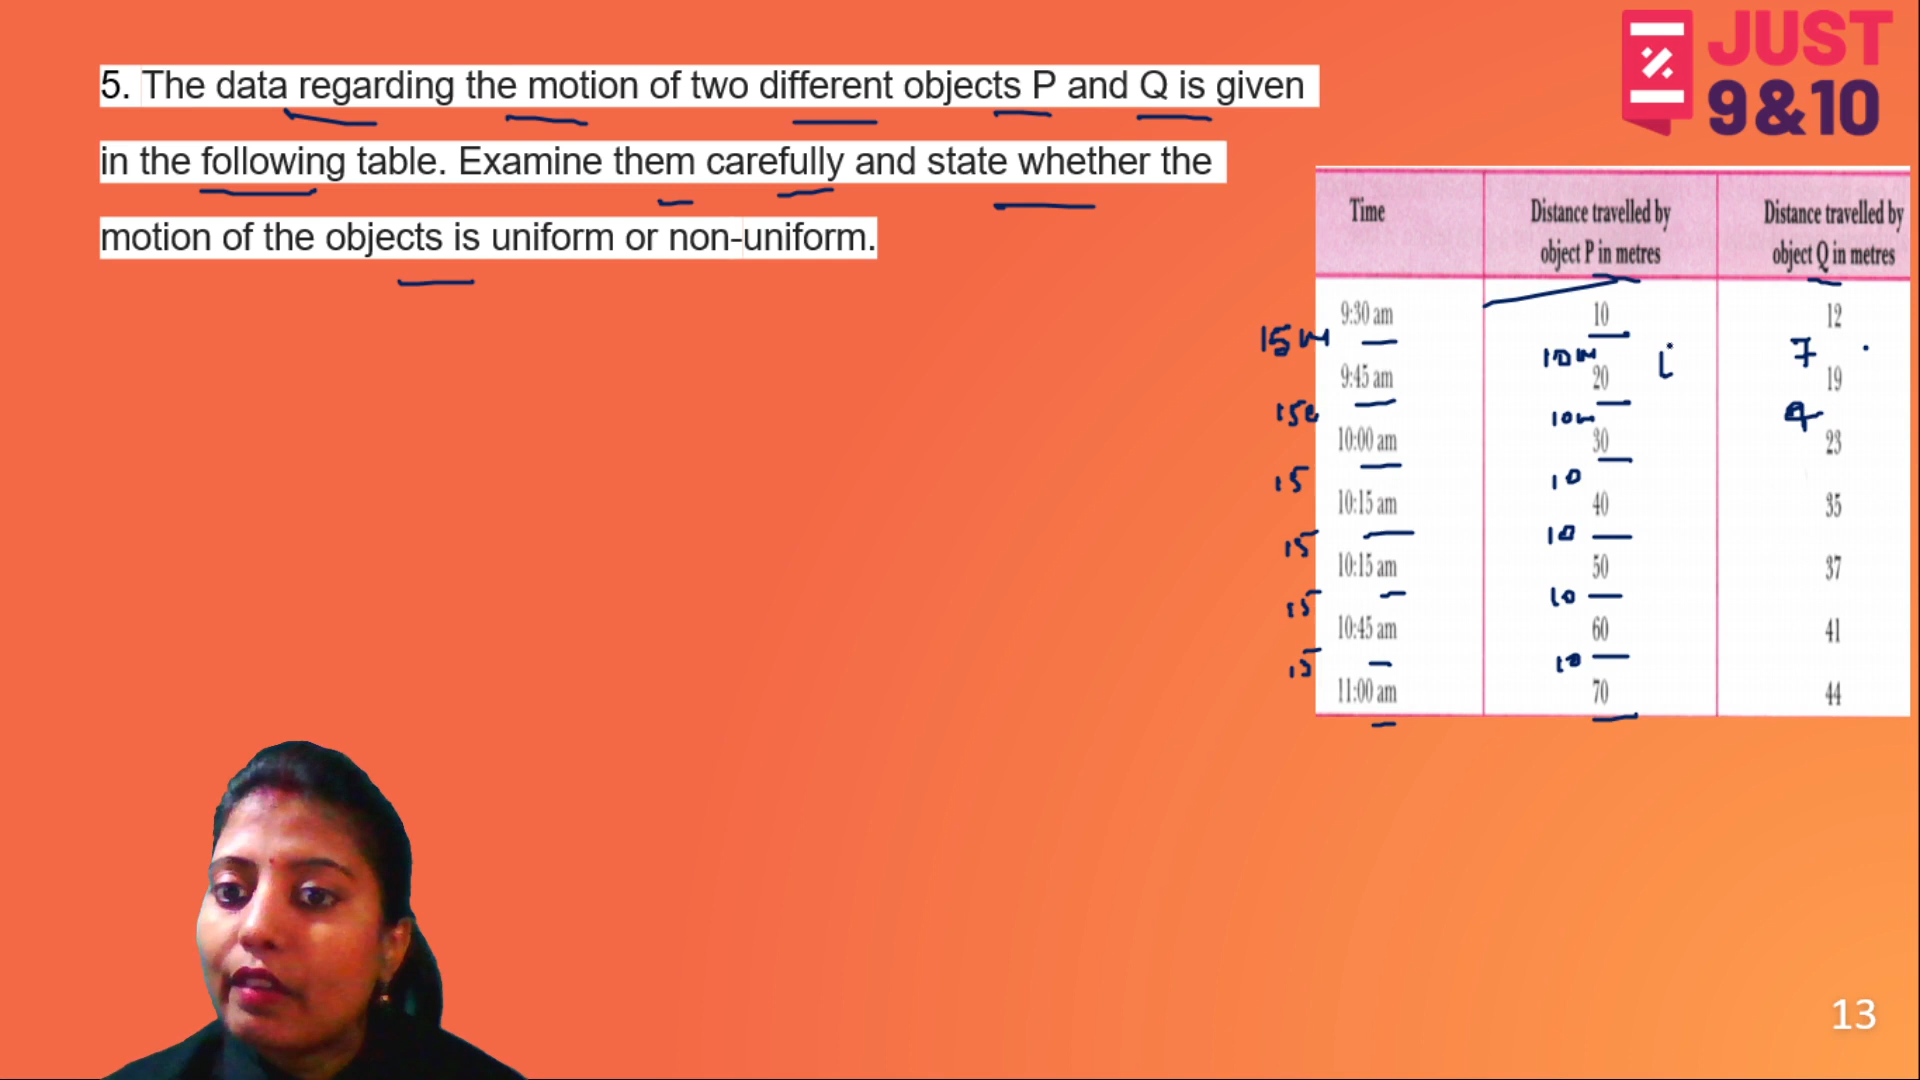 JUST
9&10
5. The data regarding the motion of two different objects P and Q is given
in the following table. Examine them carefully and state whether the
motion of the objects is uniform or non-uniform.
Time Distance travelled by object P in metres Distance travelled by object Q in metres
9:30 am 10 12
15 m 10m 7
9:45 am 20 19
15 10m 4
10:00 am 30 23
15 10
10:15 am 40 35
15 10
10:15 am 50 37
15 10
10:45 am 60 41
15 10
11:00 am 70 44
13